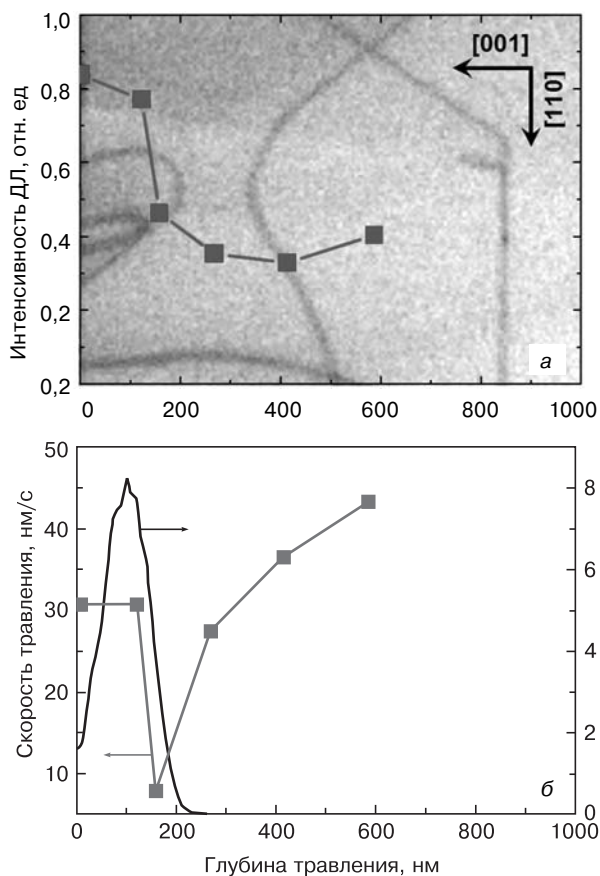 1,0
0,8
0,6
0,4
0,2
0,2
Интенсивность ДЛ, отн. ед
[001]
[110]
а
0 200 400 600 800 1000
50
40
30
20
10
Скорость травления, нм/с
8
6
4
2
0
б
0 200 400 600 800 1000
Глубина травления, нм